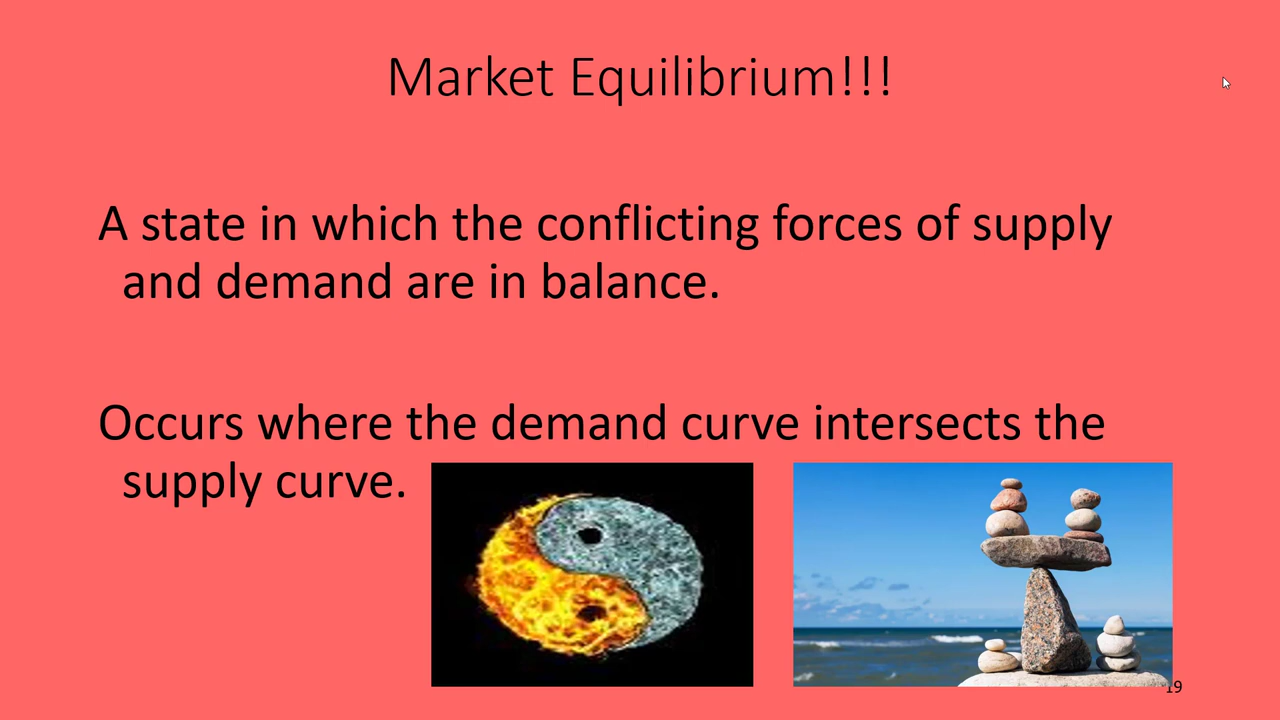 Market Equilibrium!!!
A state in which the conflicting forces of supply
and demand are in balance.
Occurs where the demand curve intersects the
supply curve.
19